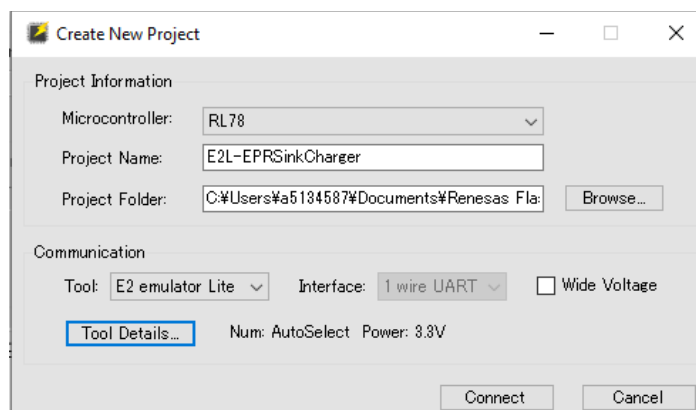 Create New Project
Project Information
Microcontroller: RL78
Project Name: E2L-EPRSinkCharger
Project Folder: C:¥Users¥a5134587¥Documents¥Renesas Fla: Browse...
Communication
Tool: E2 emulator Lite Interface: 1 wire UART Wide Voltage
Tool Details... Num: AutoSelect Power: 3.3V
Connect Cancel